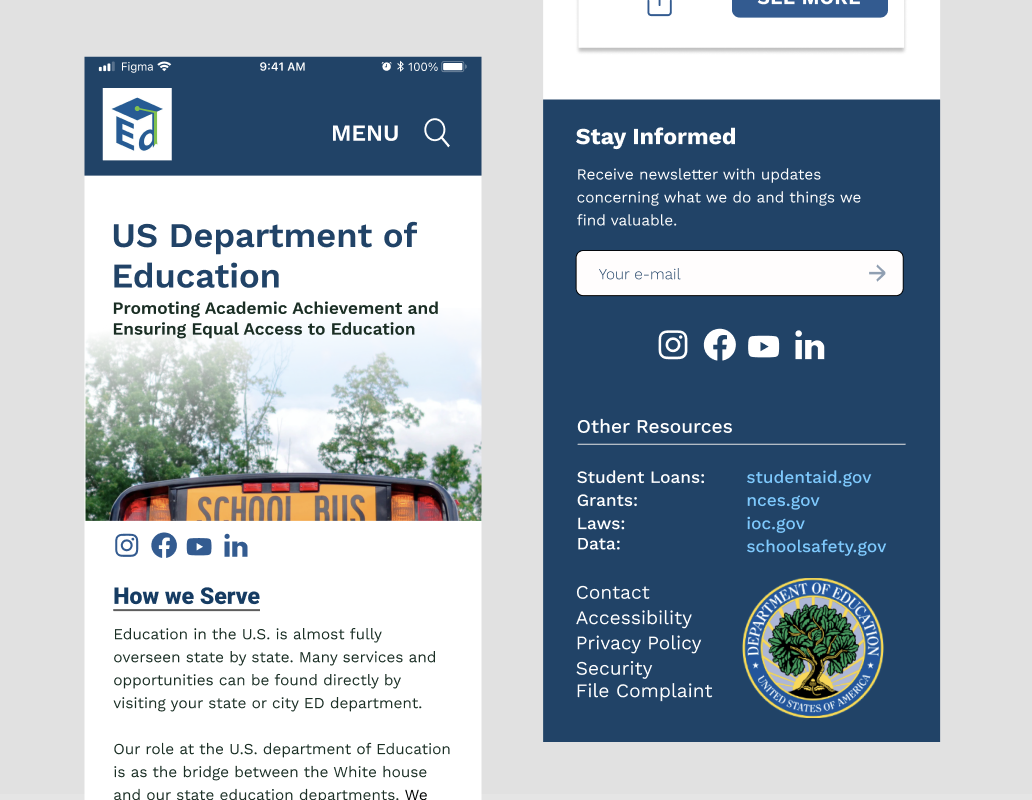 Figma
9:41 AM
100%
Ed
MENU
US Department of
Education
Promoting Academic Achievement and
Ensuring Equal Access to Education
SCHOOL BUS
How we Serve
Education in the U.S. is almost fully
overseen state by state. Many services and
opportunities can be found directly by
visiting your state or city ED department.
Our role at the U.S. department of Education
is as the bridge between the White house
and our state education departments. We
SEE MORE
Stay Informed
Receive newsletter with updates
concerning what we do and things we
find valuable.
Your e-mail
in
Other Resources
Student Loans: studentaid.gov
Grants: nces.gov
Laws: ioc.gov
Data: schoolsafety.gov
Contact
Accessibility
Privacy Policy
Security
File Complaint
DEPARTMENT OF EDUCATION
UNITED STATES OF AMERICA